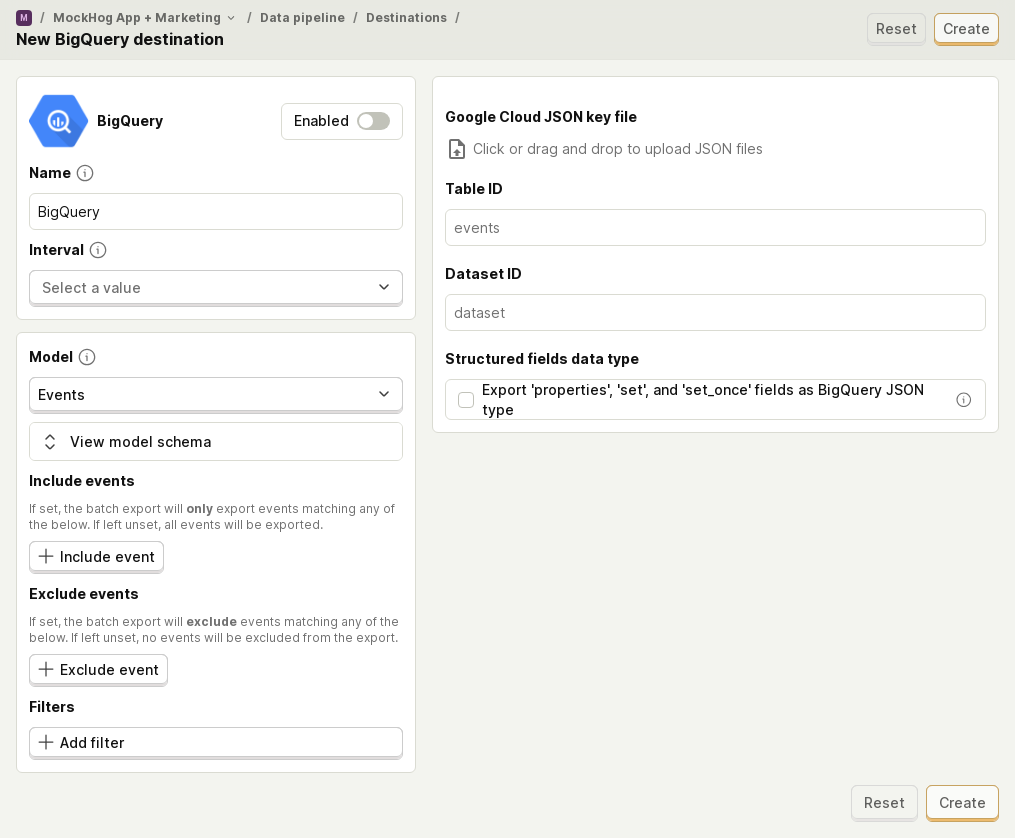 M / MockHog App + Marketing / Data pipeline / Destinations /
New BigQuery destination
Reset
Create
BigQuery
Enabled
Name
BigQuery
Interval
Select a value
Model
Events
View model schema
Include events
If set, the batch export will only export events matching any of
the below. If left unset, all events will be exported.
Include event
Exclude events
If set, the batch export will exclude events matching any of the
below. If left unset, no events will be excluded from the export.
Exclude event
Filters
Add filter
Google Cloud JSON key file
Click or drag and drop to upload JSON files
Table ID
events
Dataset ID
dataset
Structured fields data type
Export 'properties', 'set', and 'set_once' fields as BigQuery JSON
type
Reset
Create